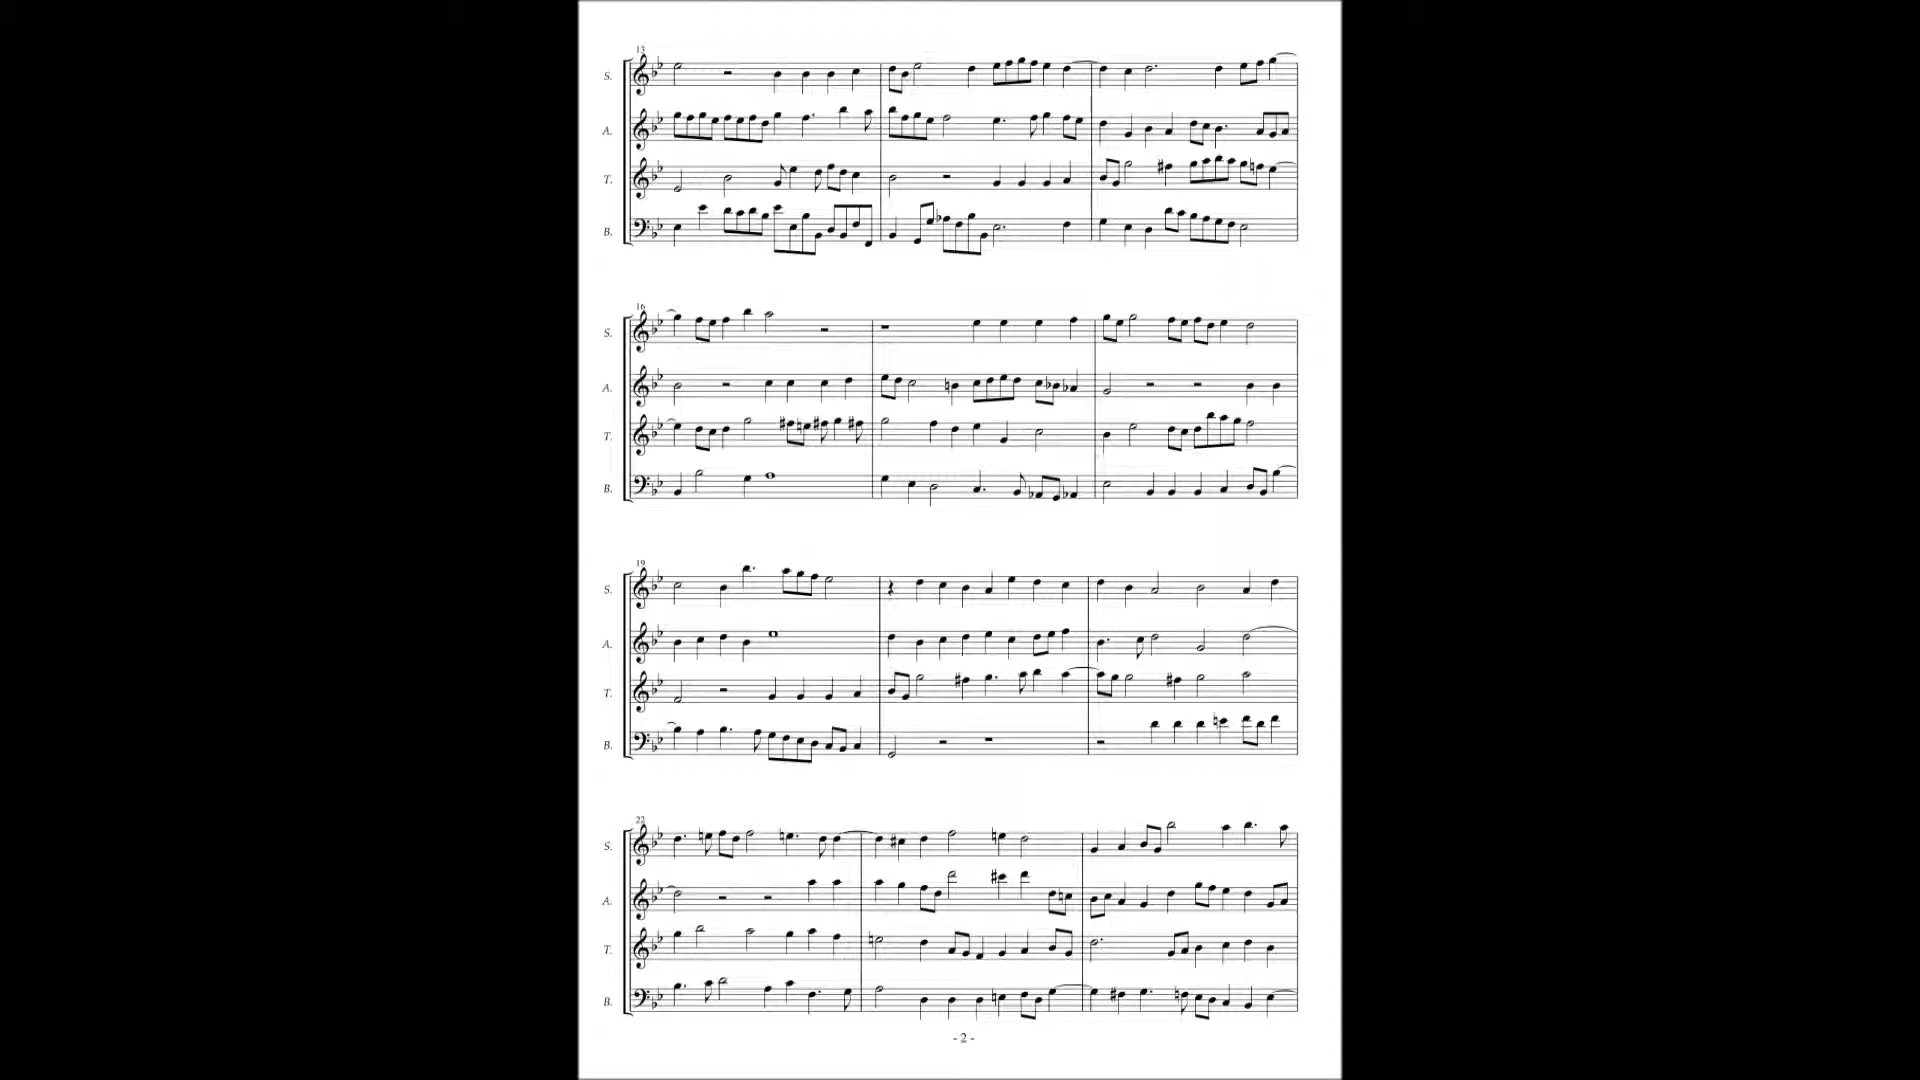 13
S.
A.
T.
B.
16
S.
A.
T.
B.
19
S.
A.
T.
B.
22
S.
A.
T.
B.
- 2 -